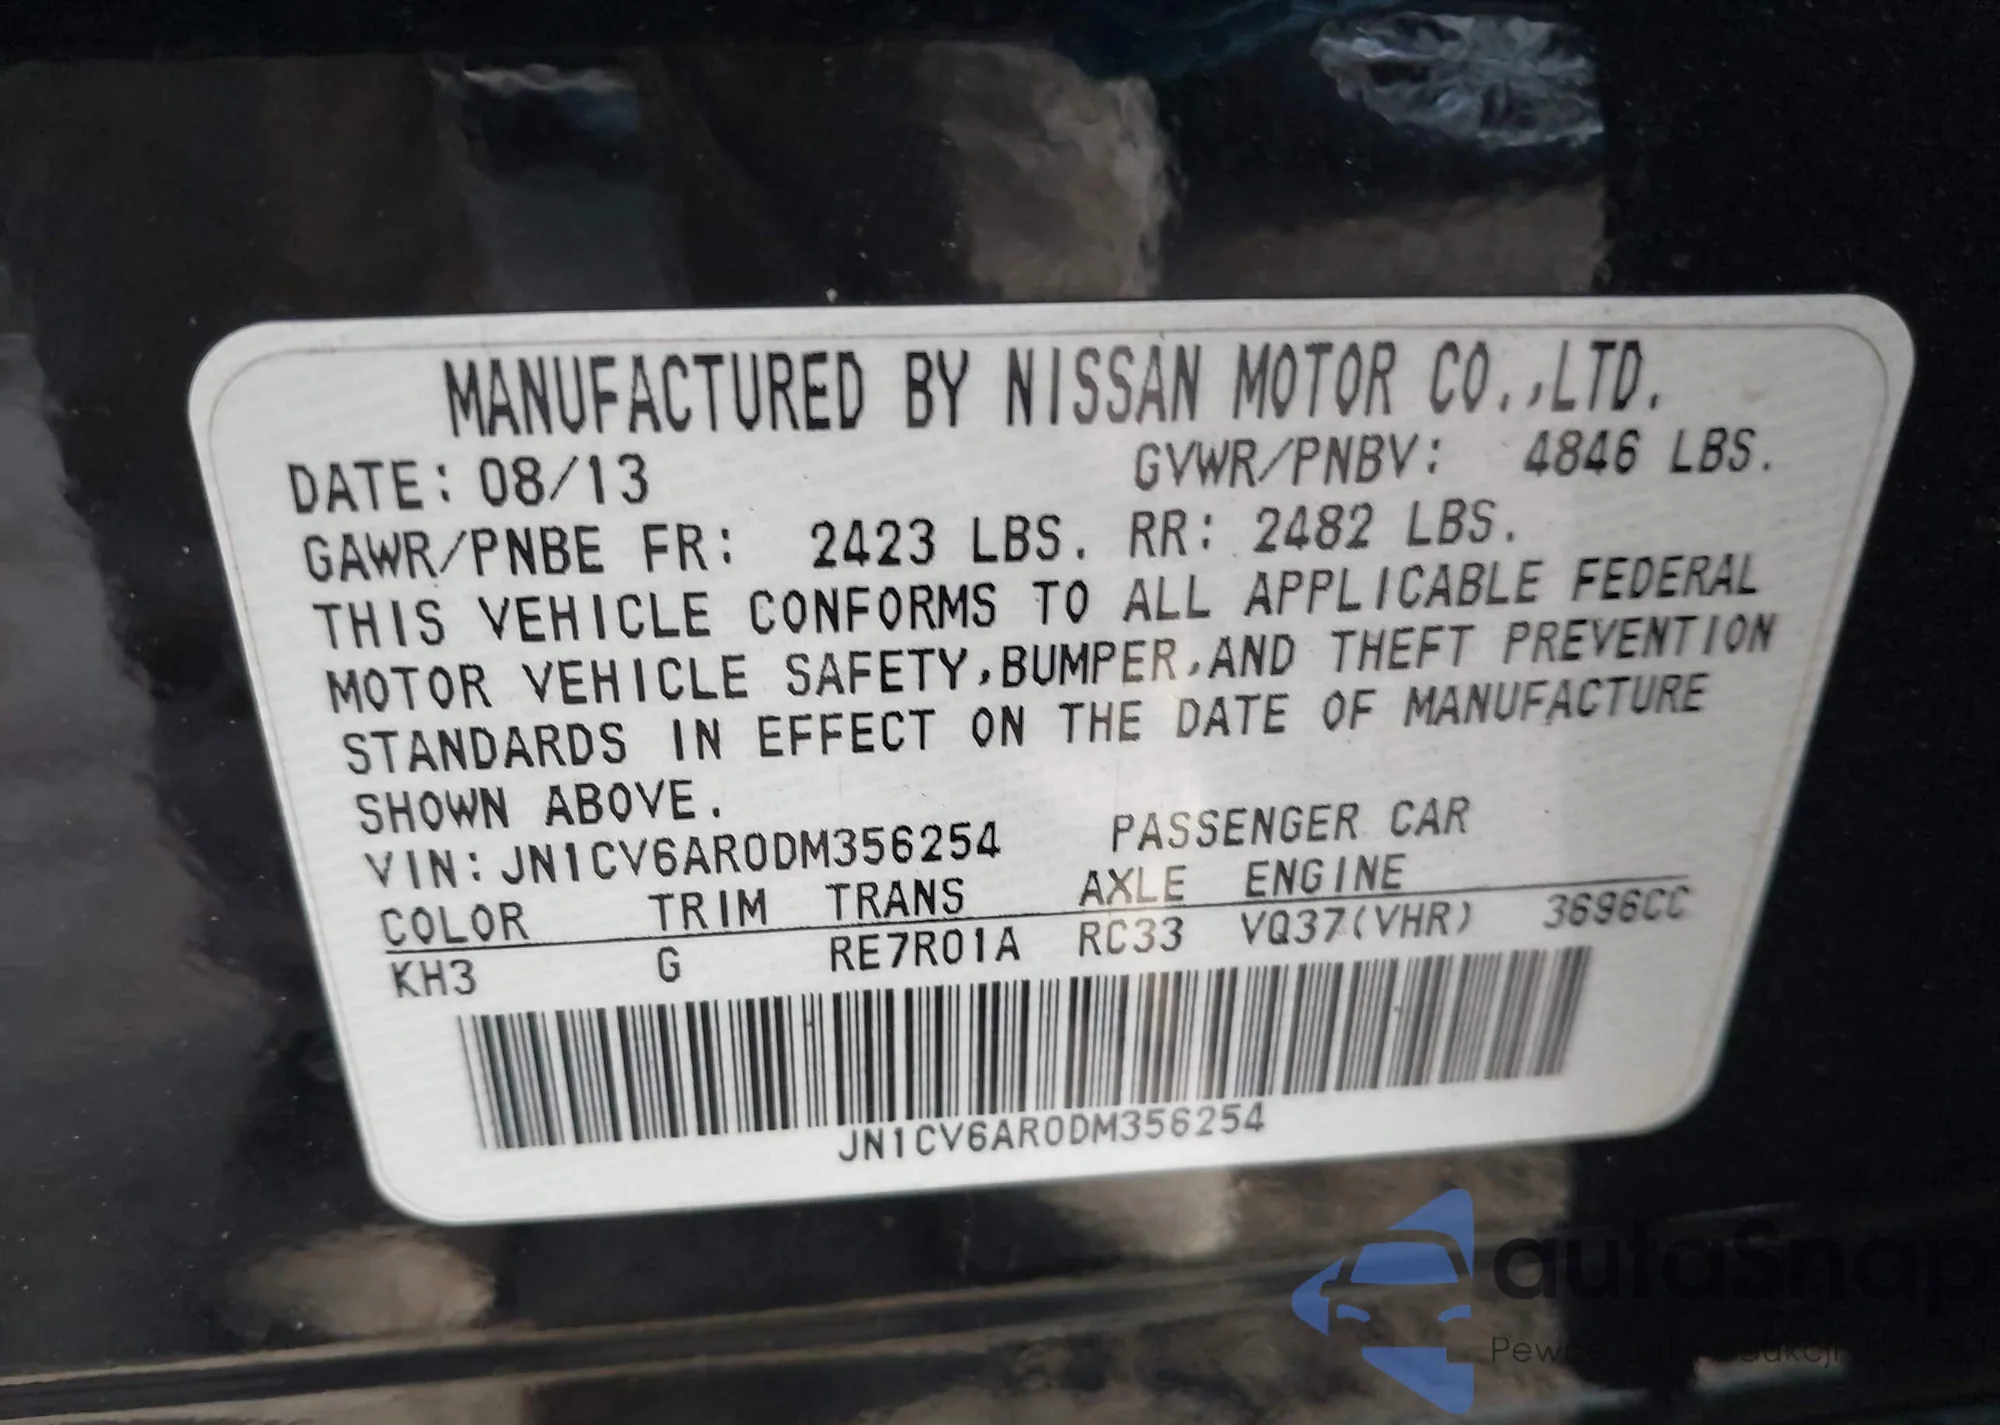 MANUFACTURED BY NISSAN MOTOR CO.,LTD.
DATE: 08/13 GVWR/PNBV: 4846 LBS.
GAWR/PNBE FR: 2423 LBS. RR: 2482 LBS.
THIS VEHICLE CONFORMS TO ALL APPLICABLE FEDERAL
MOTOR VEHICLE SAFETY,BUMPER,AND THEFT PREVENTION
STANDARDS IN EFFECT ON THE DATE OF MANUFACTURE
SHOWN ABOVE.
VIN: JN1CV6AR0DM356254 PASSENGER CAR
COLOR TRIM TRANS AXLE ENGINE
KH3 G RE7R01A RC33 VQ37(VHR) 3696CC
JN1CV6AR0DM356254
autaSnap